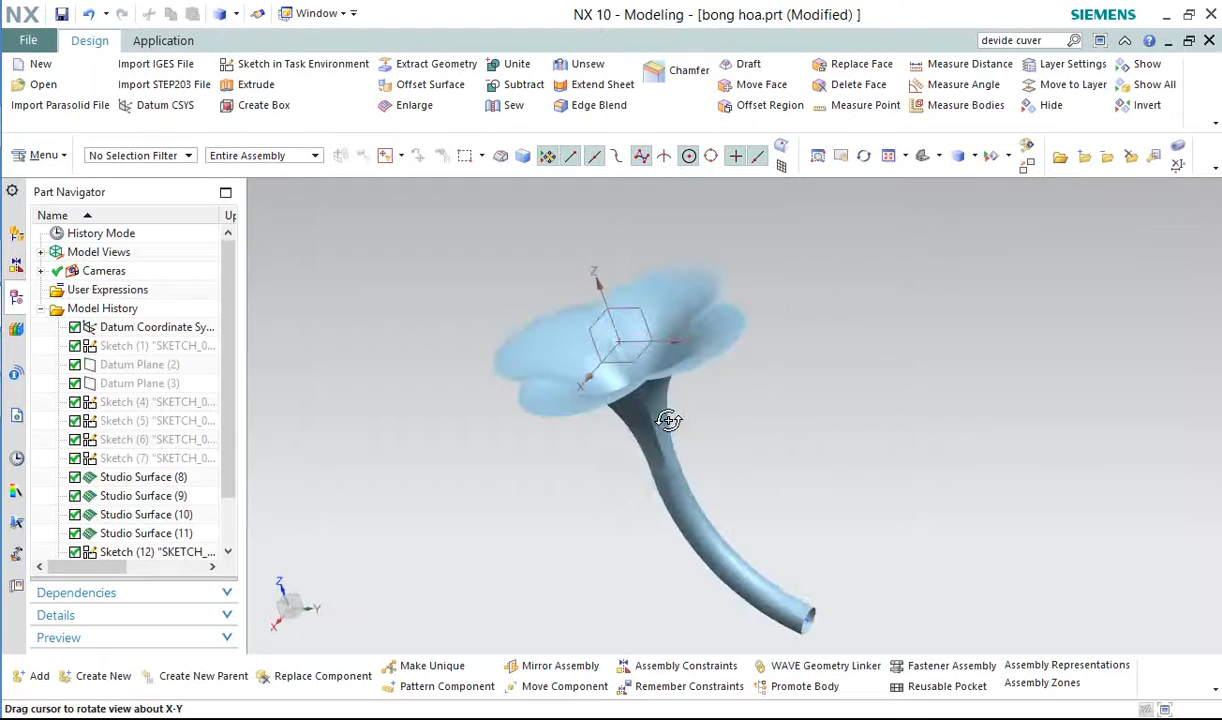 NX
Window
NX 10 - Modeling - [bong hoa.prt (Modified) ]
SIEMENS
File
Design
Application
devide cuver
New
Import IGES File
Sketch in Task Environment
Extract Geometry
Unite
Unsew
Chamfer
Draft
Replace Face
Measure Distance
Layer Settings
Show
Open
Import STEP203 File
Extrude
Offset Surface
Subtract
Extend Sheet
Move Face
Delete Face
Measure Angle
Move to Layer
Show All
Import Parasolid File
Datum CSYS
Create Box
Enlarge
Sew
Edge Blend
Offset Region
Measure Point
Measure Bodies
Hide
Invert
Menu
No Selection Filter
Entire Assembly
Part Navigator
Name
Up
History Mode
Model Views
Cameras
User Expressions
Model History
Datum Coordinate Sy...
Sketch (1) "SKETCH_0...
Datum Plane (2)
Datum Plane (3)
Sketch (4) "SKETCH_0...
Sketch (5) "SKETCH_0...
Sketch (6) "SKETCH_0...
Sketch (7) "SKETCH_0...
Studio Surface (8)
Studio Surface (9)
Studio Surface (10)
Studio Surface (11)
Sketch (12) "SKETCH_...
Dependencies
Details
Preview
Z
X
Z
Y
X
Add
Create New
Create New Parent
Replace Component
Make Unique
Mirror Assembly
Assembly Constraints
WAVE Geometry Linker
Fastener Assembly
Assembly Representations
Pattern Component
Move Component
Remember Constraints
Promote Body
Reusable Pocket
Assembly Zones
Drag cursor to rotate view about X-Y